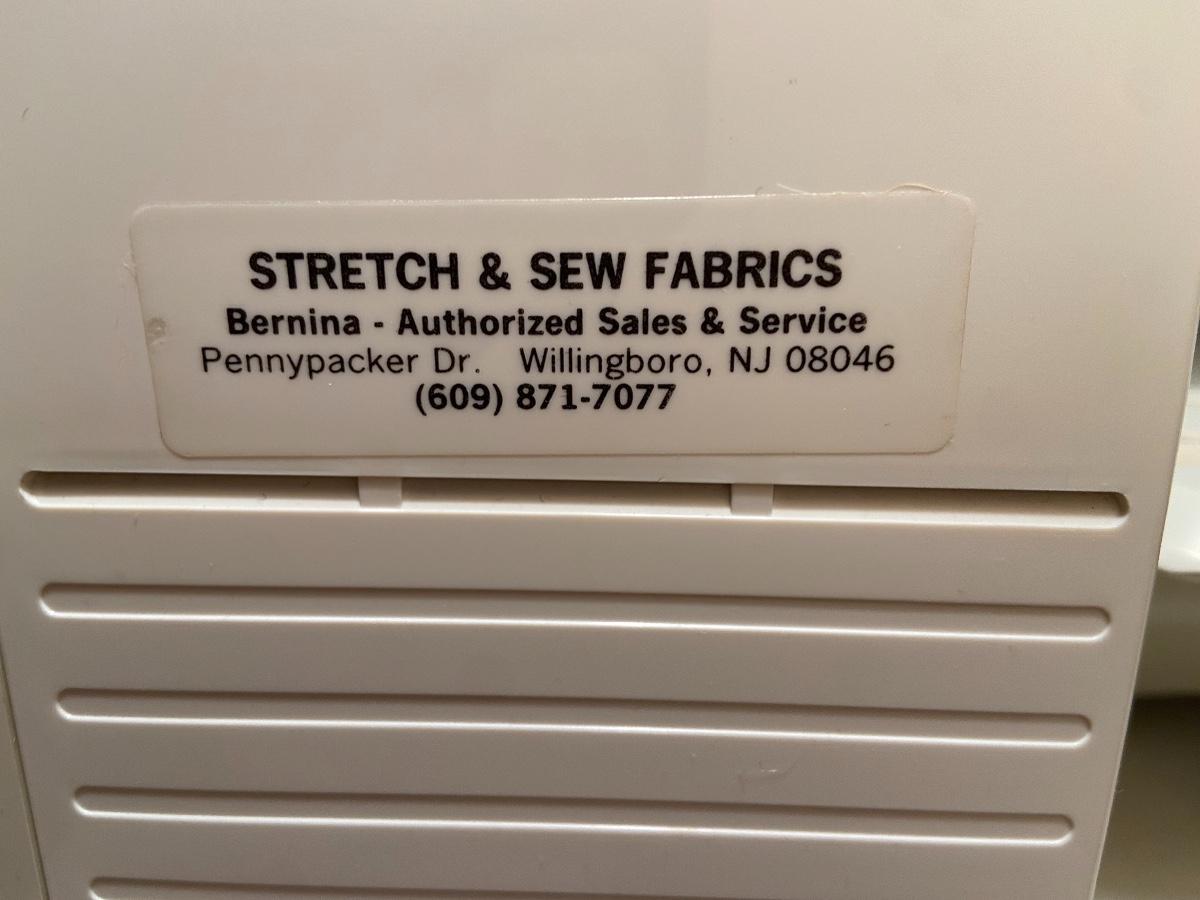 STRETCH & SEW FABRICS
Bernina - Authorized Sales & Service
Pennypacker Dr. Willingboro, NJ 08046
(609) 871-7077